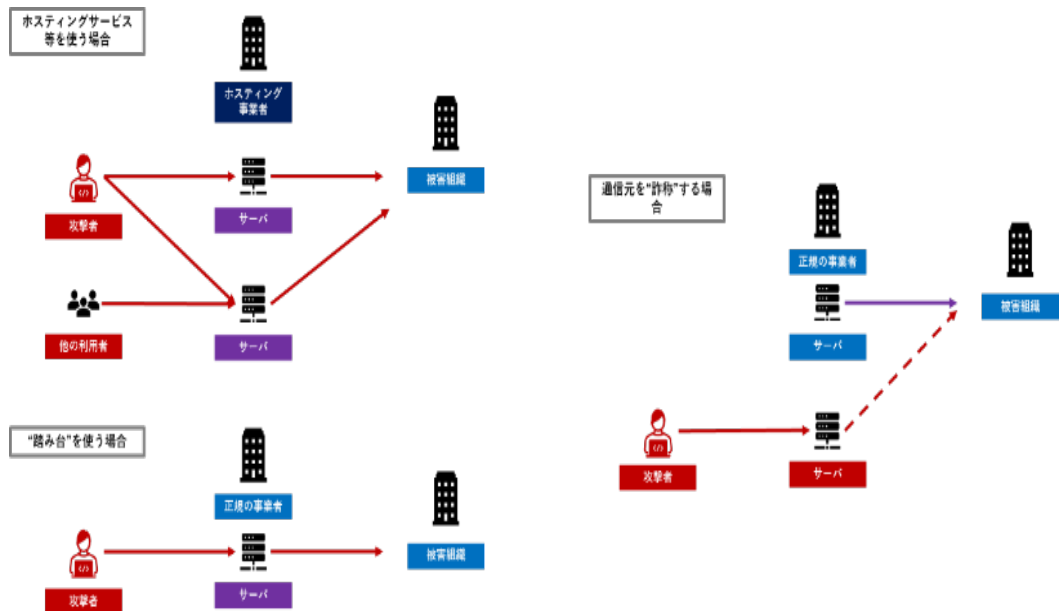 ホスティングサービス
等を使う場合
ホスティング
事業者
攻撃者
サーバ
被害組織
他の利用者
サーバ
“踏み台”を使う場合
正規の事業者
攻撃者
サーバ
被害組織
通信元を“詐称”する場
合
正規の事業者
サーバ
被害組織
攻撃者
サーバ